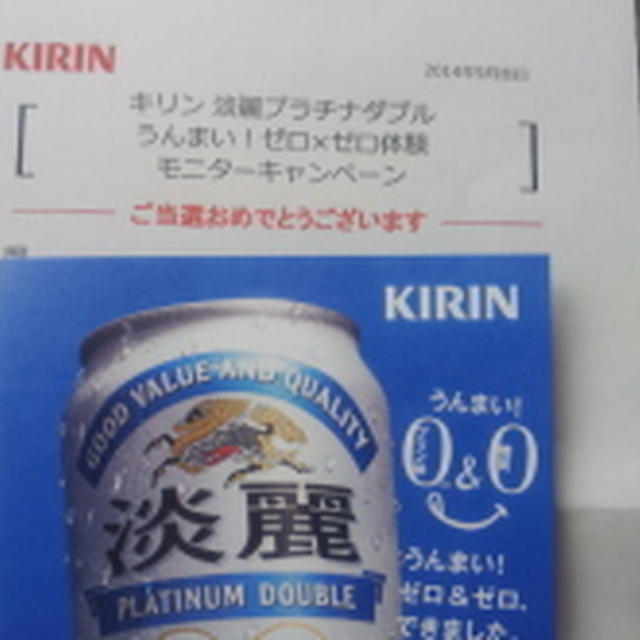 KIRIN
キリン 淡麗プラチナダブル
うんまい！ゼロ×ゼロ体験
モニターキャンペーン
ご当選おめでとうございます
KIRIN
GOOD VALUE AND QUALITY
淡麗
PLATINUM DOUBLE
うんまい！
0&0
うんまい！
ゼロ＆ゼロ、
できました